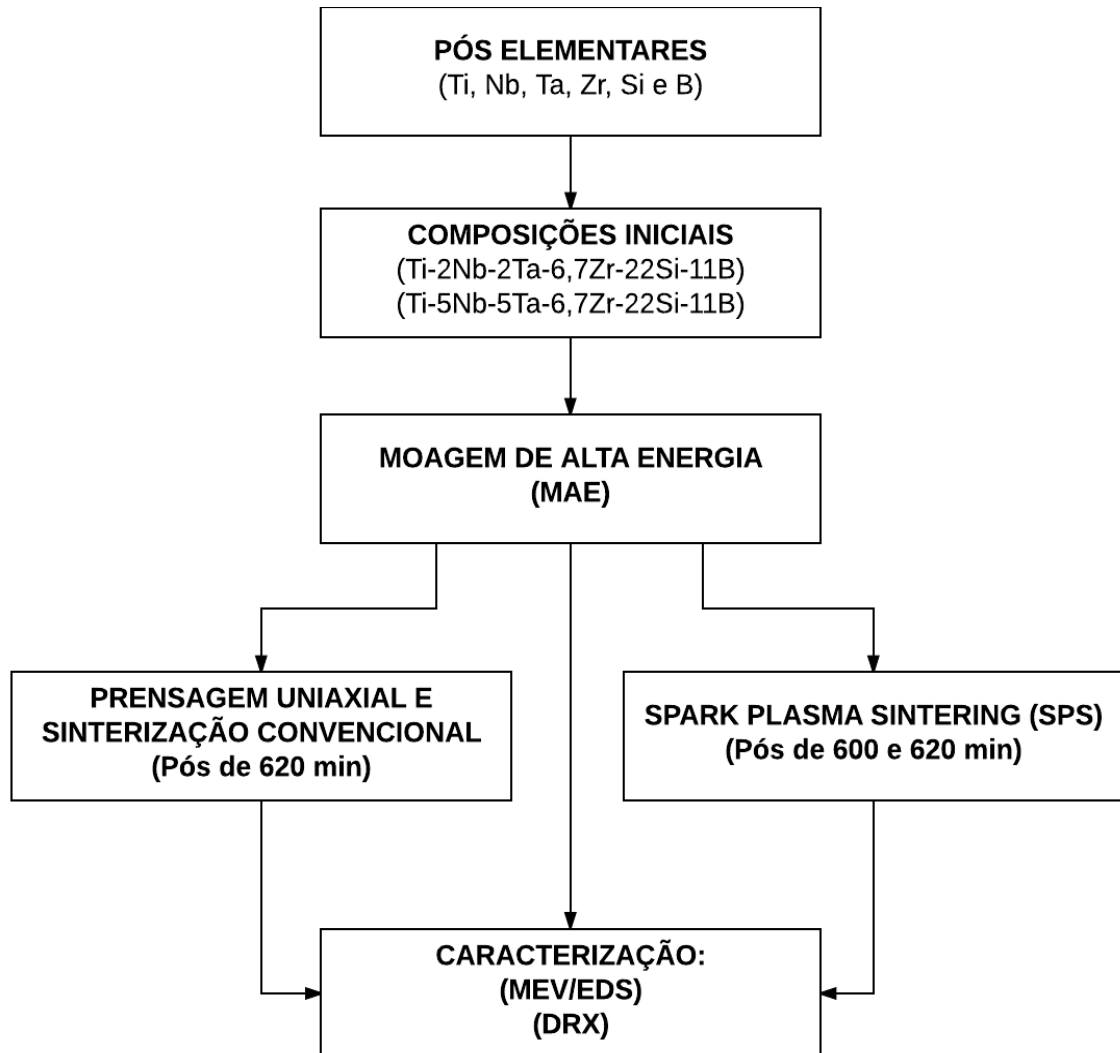 PÓS ELEMENTARES
(Ti, Nb, Ta, Zr, Si e B)
COMPOSIÇÕES INICIAIS
(Ti-2Nb-2Ta-6,7Zr-22Si-11B)
(Ti-5Nb-5Ta-6,7Zr-22Si-11B)
MOAGEM DE ALTA ENERGIA
(MAE)
PRENSAGEM UNIAXIAL E
SINTERIZAÇÃO CONVENCIONAL
(Pós de 620 min)
SPARK PLASMA SINTERING (SPS)
(Pós de 600 e 620 min)
CARACTERIZAÇÃO:
(MEV/EDS)
(DRX)